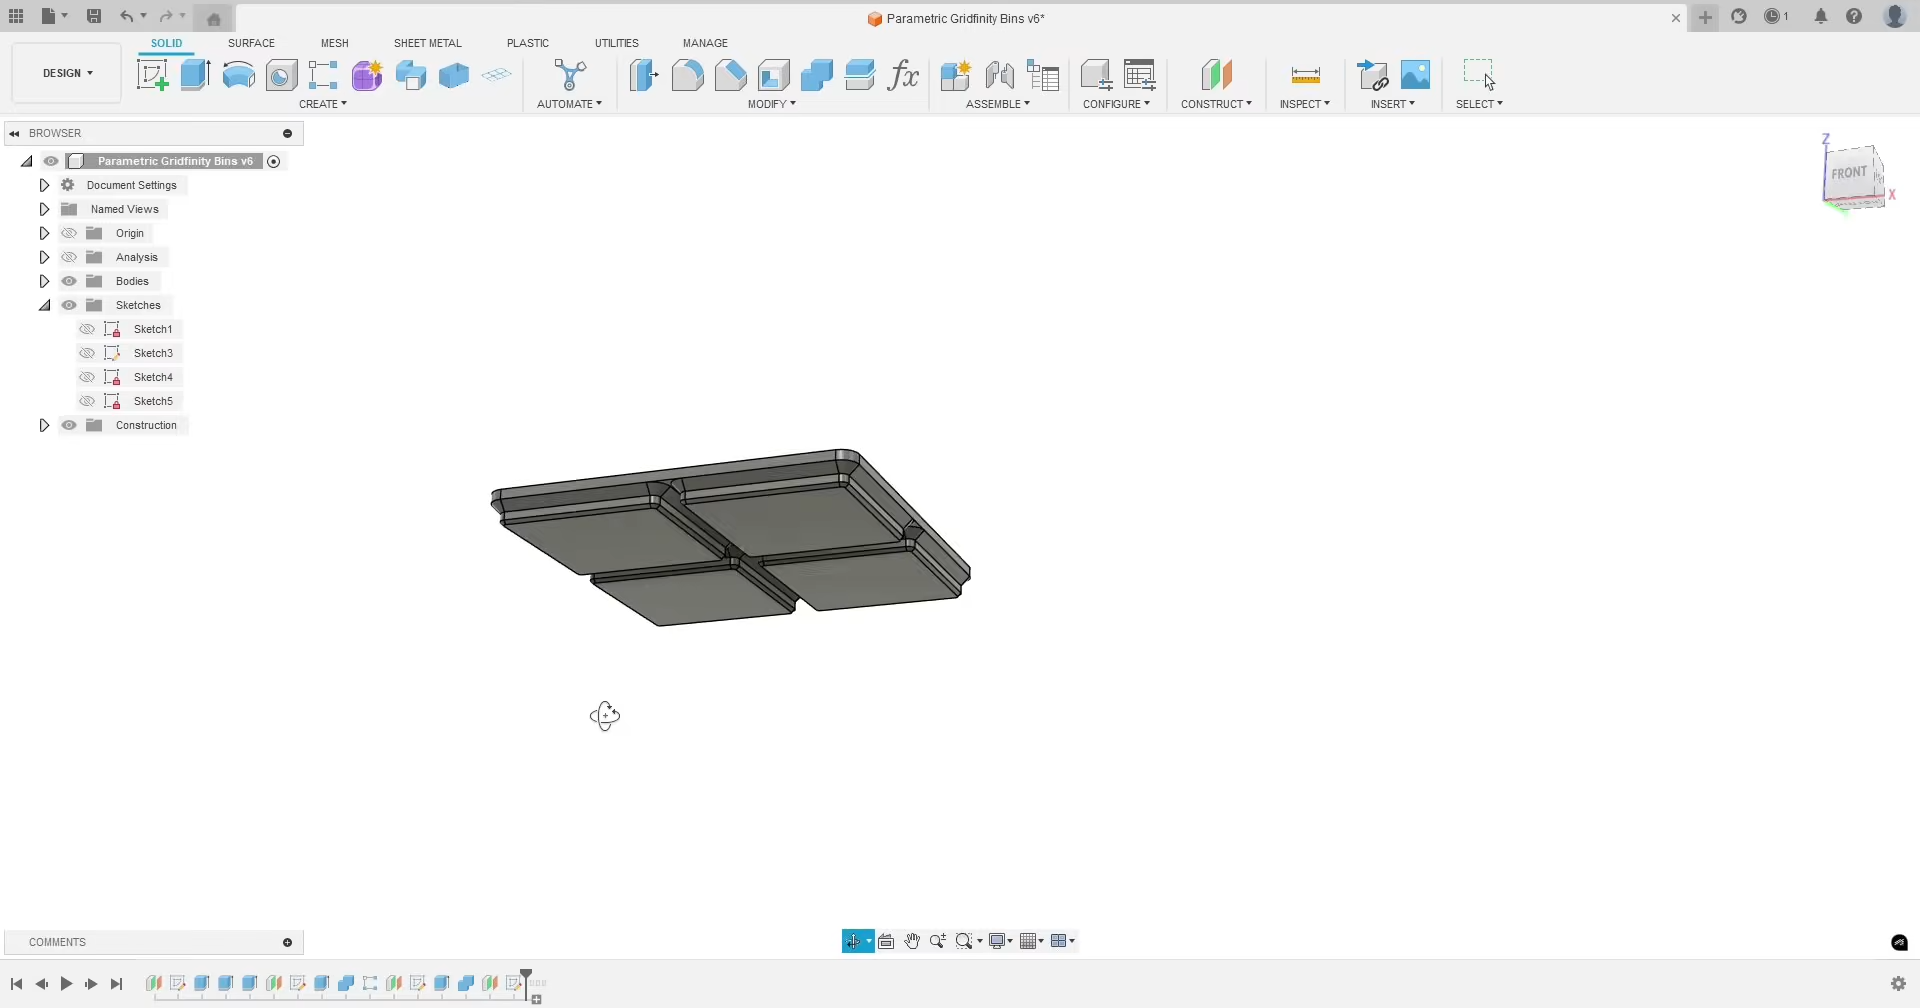 Parametric Gridfinity Bins v6*
1
DESIGN
SOLID
SURFACE
MESH
SHEET METAL
PLASTIC
UTILITIES
MANAGE
CREATE
AUTOMATE
MODIFY
fx
ASSEMBLE
CONFIGURE
CONSTRUCT
INSPECT
INSERT
SELECT
BROWSER
Parametric Gridfinity Bins v6
Document Settings
Named Views
Origin
Analysis
Bodies
Sketches
Sketch1
Sketch3
Sketch4
Sketch5
Construction
Z
FRONT
X
COMMENTS